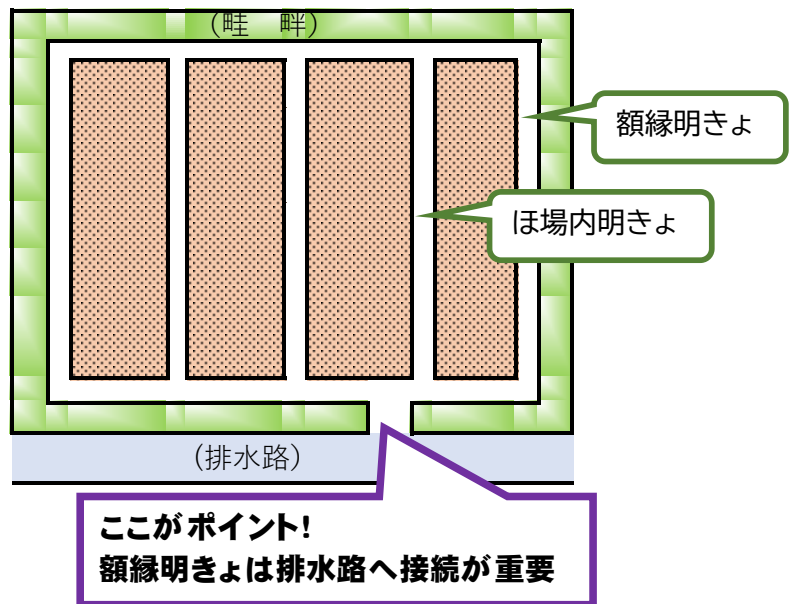 (畦　畔)
額縁明きょ
ほ場内明きょ
(排水路)
ここがポイント!
額縁明きょは排水路へ接続が重要